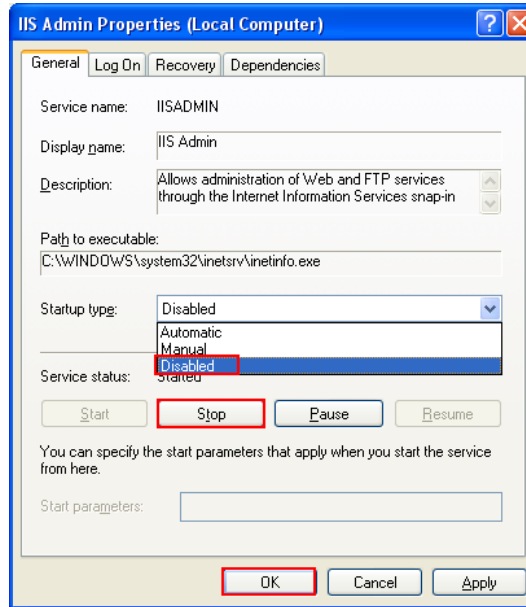 IIS Admin Properties (Local Computer)
General Log On Recovery Dependencies
Service name: IISADMIN
Display name: IIS Admin
Description: Allows administration of Web and FTP services
through the Internet Information Services snap-in
Path to executable:
C:\WINDOWS\system32\inetsrv\inetinfo.exe
Startup type: Disabled
Automatic
Manual
Disabled
Service status: Started
Start Stop Pause Resume
You can specify the start parameters that apply when you start the service
from here.
Start parameters:
OK Cancel Apply